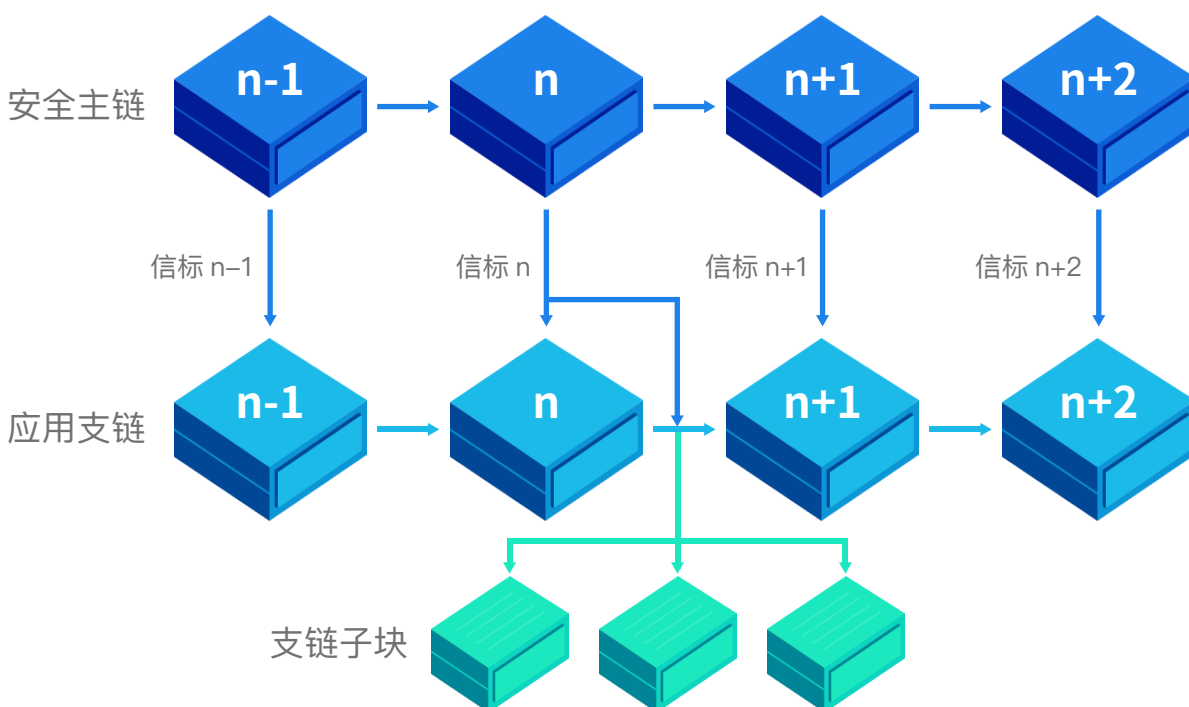 安全主链
n-1
n
n+1
n+2
信标 n–1
信标 n
信标 n+1
信标 n+2
应用支链
n-1
n
n+1
n+2
支链子块